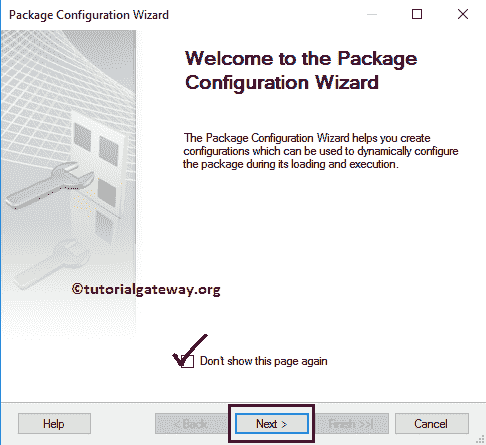 Package Configuration Wizard
Welcome to the Package
Configuration Wizard
The Package Configuration Wizard helps you create
configurations which can be used to dynamically configure
the package during its loading and execution.
©tutorialgateway.org
Don't show this page again
Help
< Back
Next >
Finish >>|
Cancel